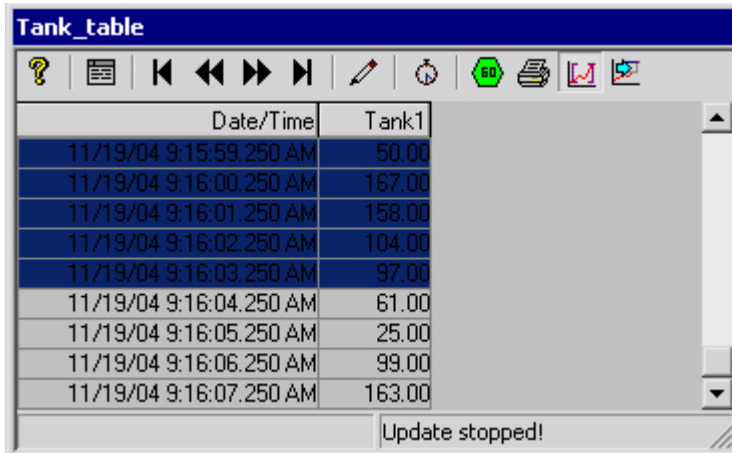 Tank_table
? GO
Date/Time Tank1
11/19/04 9:15:59.250 AM 50.00
11/19/04 9:16:00.250 AM 167.00
11/19/04 9:16:01.250 AM 158.00
11/19/04 9:16:02.250 AM 104.00
11/19/04 9:16:03.250 AM 97.00
11/19/04 9:16:04.250 AM 61.00
11/19/04 9:16:05.250 AM 25.00
11/19/04 9:16:06.250 AM 99.00
11/19/04 9:16:07.250 AM 163.00
Update stopped!